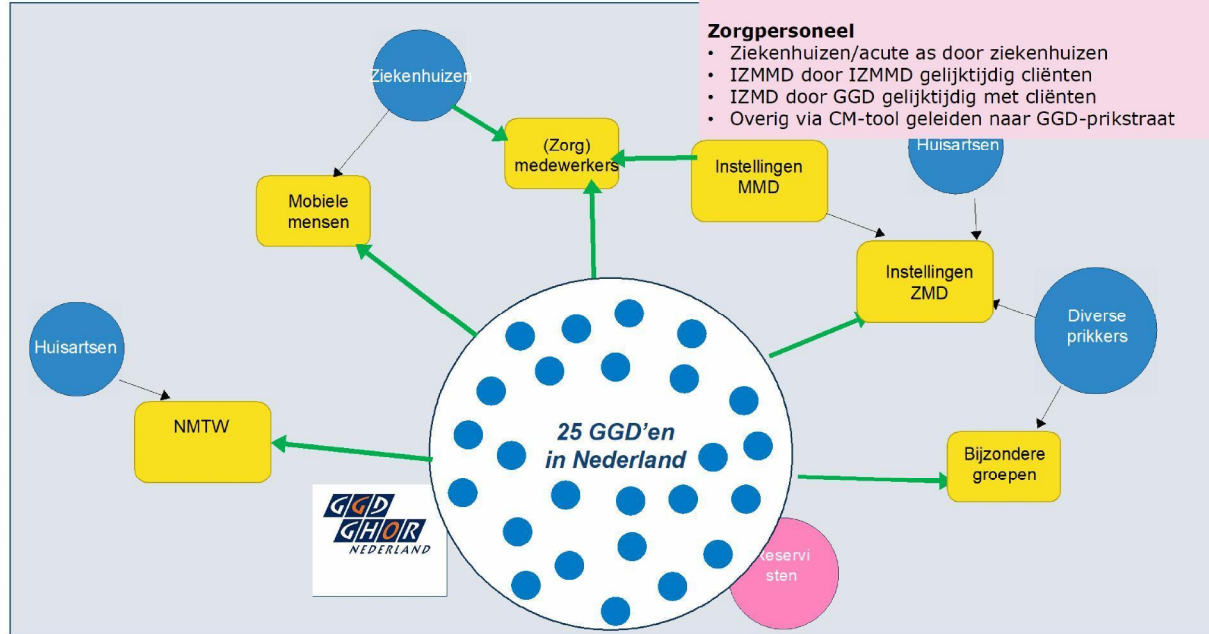 Zorgpersoneel
• Ziekenhuizen/acute as door ziekenhuizen
• IZMMD door IZMMD gelijktijdig cliënten
• IZMD door GGD gelijktijdig met cliënten
• Overig via CM-tool geleiden naar GGD-prikstraat
Ziekenhuizen
(Zorg)
medewerkers
Instellingen
MMD
Huisartsen
Mobiele
mensen
Instellingen
ZMD
Diverse
prikkers
Huisartsen
NMTW
25 GGD'en
in Nederland
Bijzondere
groepen
GGD
GHOR
NEDERLAND
Reservi
sten